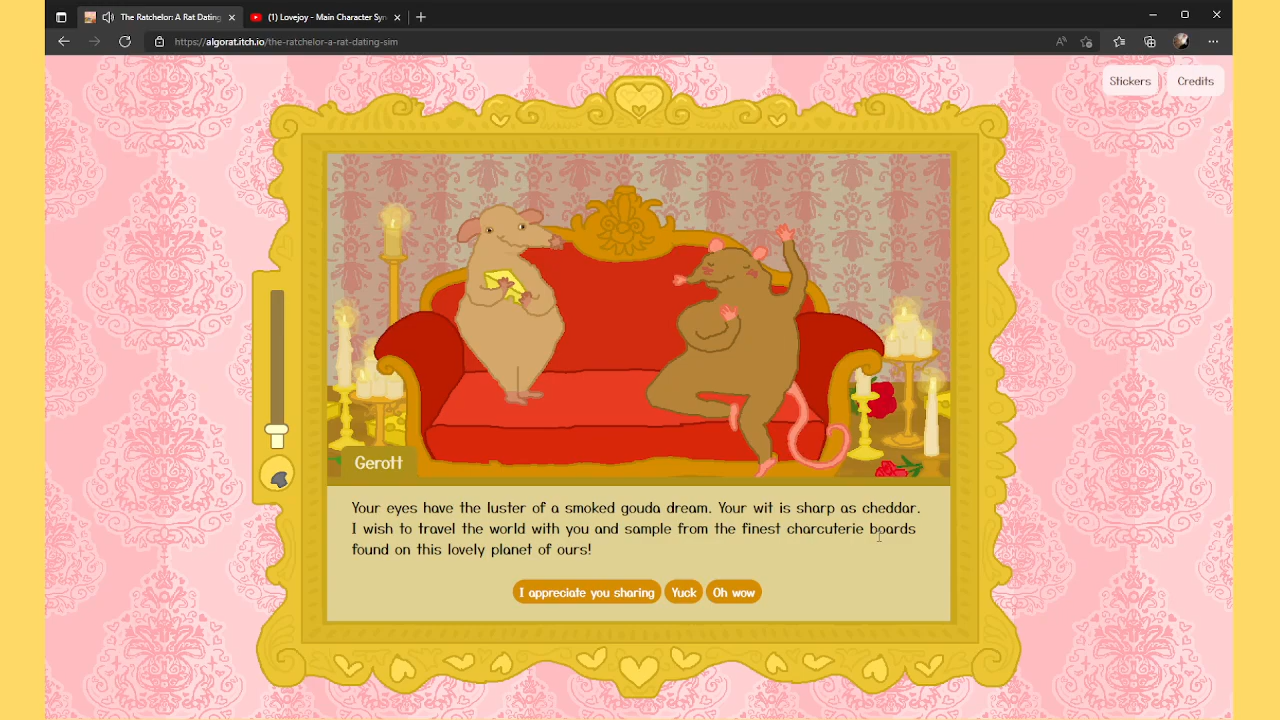 The Ratchelor: A Rat Dating
(1) Lovejoy - Main Character Syn
https://algorat.itch.io/the-ratchelor-a-rat-dating-sim
Stickers
Credits
Gerott
Your eyes have the luster of a smoked gouda dream. Your wit is sharp as cheddar.
I wish to travel the world with you and sample from the finest charcuterie boards
found on this lovely planet of ours!
I appreciate you sharing
Yuck
Oh wow